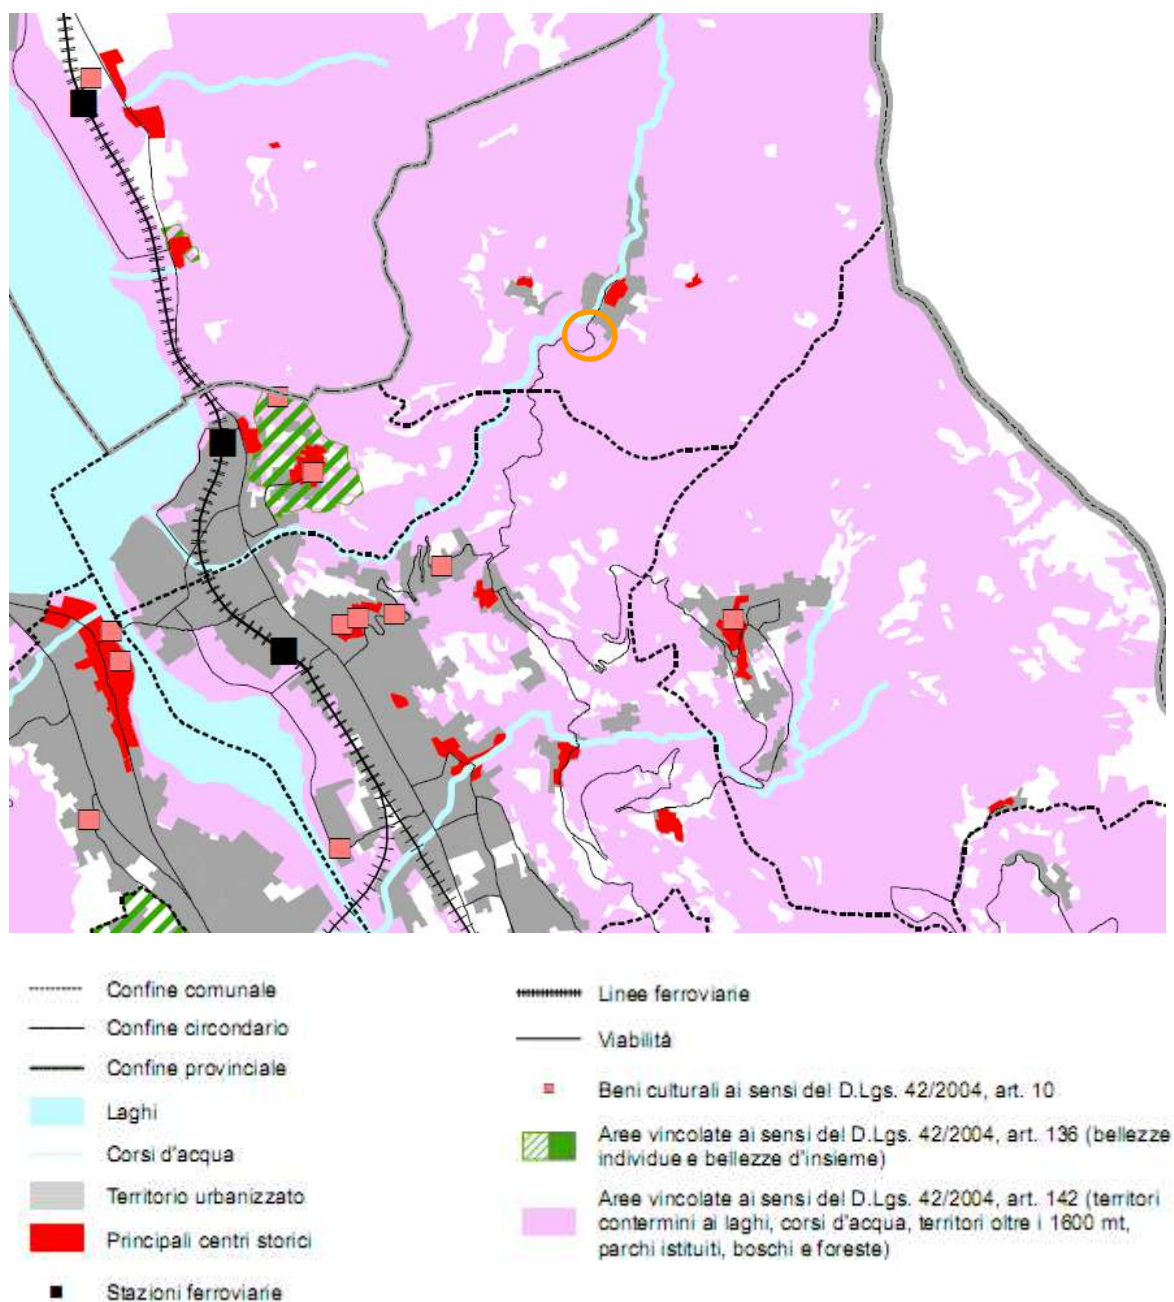 Confine comunale
Confine circondario
Confine provinciale
Laghi
Corsi d'acqua
Territorio urbanizzato
Principali centri storici
Stazioni ferroviarie
Linee ferroviarie
Viabilità
Beni culturali ai sensi del D.Lgs. 42/2004, art. 10
Aree vincolate ai sensi del D.Lgs. 42/2004, art. 136 (bellezze
individue e bellezze d'insieme)
Aree vincolate ai sensi del D.Lgs. 42/2004, art. 142 (territori
contermini ai laghi, corsi d'acqua, territori oltre i 1600 mt,
parchi istituiti, boschi e foreste)